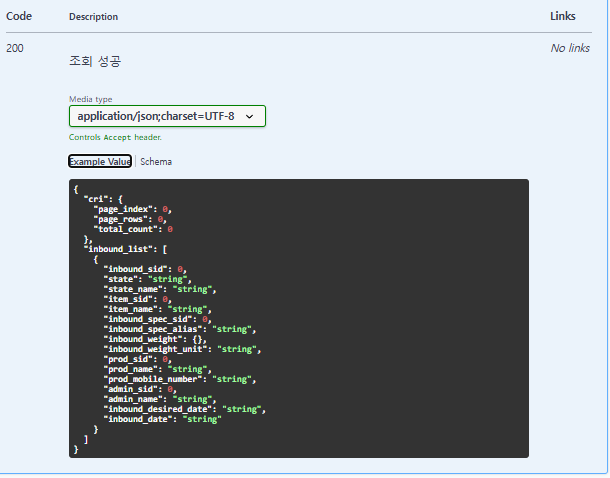 Code Description Links
200 조회 성공 No links
Media type
application/json;charset=UTF-8
Controls Accept header.
Example Value Schema
{
  "cri": {
    "page_index": 0,
    "page_rows": 0,
    "total_count": 0
  },
  "inbound_list": [
    {
      "inbound_sid": 0,
      "state": "string",
      "state_name": "string",
      "item_sid": 0,
      "item_name": "string",
      "inbound_spec_sid": 0,
      "inbound_spec_alias": "string",
      "inbound_weight": {},
      "inbound_weight_unit": "string",
      "prod_sid": 0,
      "prod_name": "string",
      "prod_mobile_number": "string",
      "admin_sid": 0,
      "admin_name": "string",
      "inbound_desired_date": "string",
      "inbound_date": "string"
    }
  ]
}